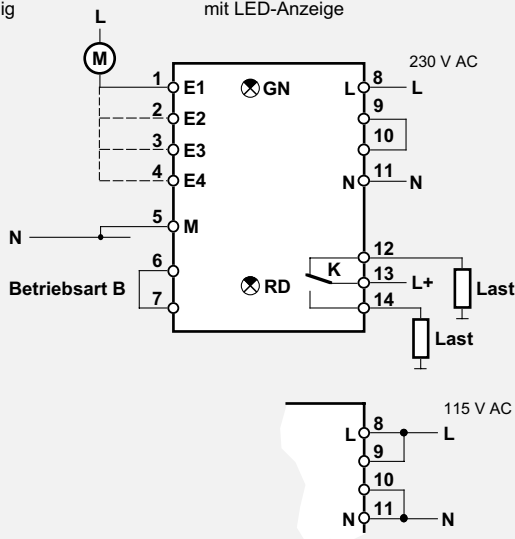 ig
mit LED-Anzeige
L
M
230 V AC
1 E1
GN
L 8 L
2 E2
9
3 E3
10
4 E4
N 11 N
5 M
N
12
6
K
13 L+
Last
Betriebsart B
RD
7
14
Last
115 V AC
L 8 L
9
10
N 11 N